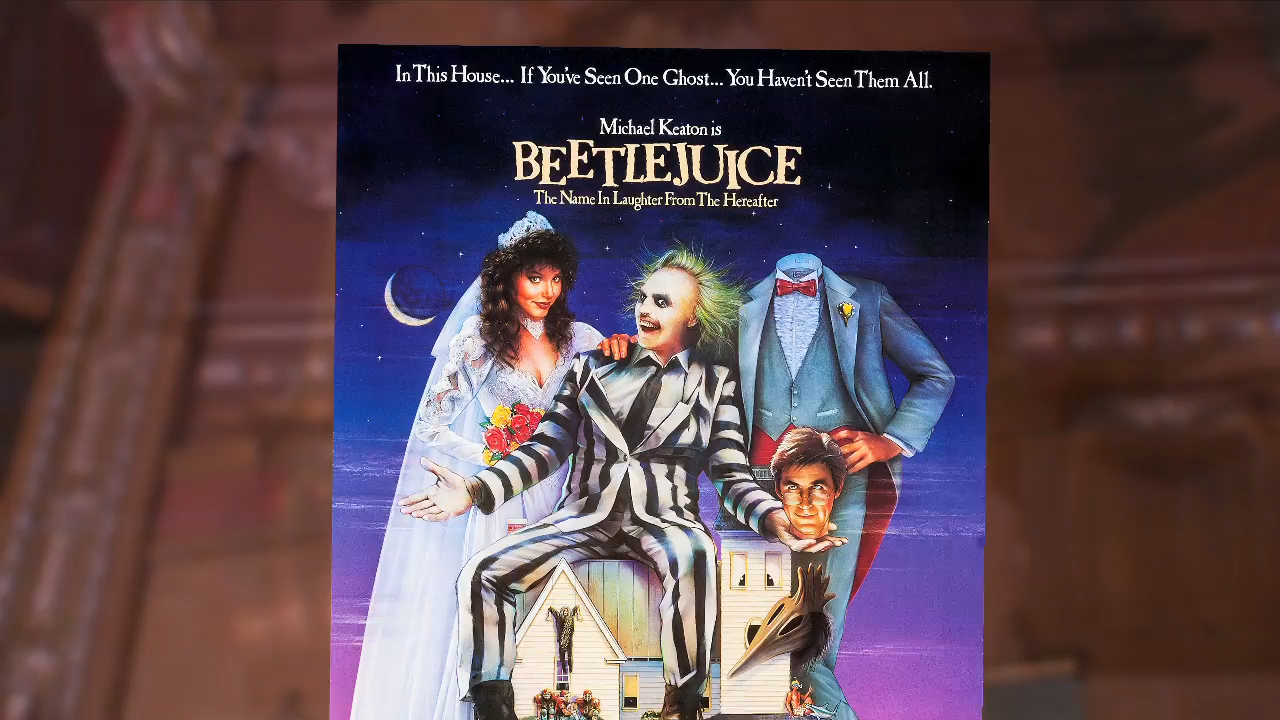 In This House... If You've Seen One Ghost... You Haven't Seen Them All.
Michael Keaton is
BEETLEJUICE
The Name In Laughter From The Hereafter